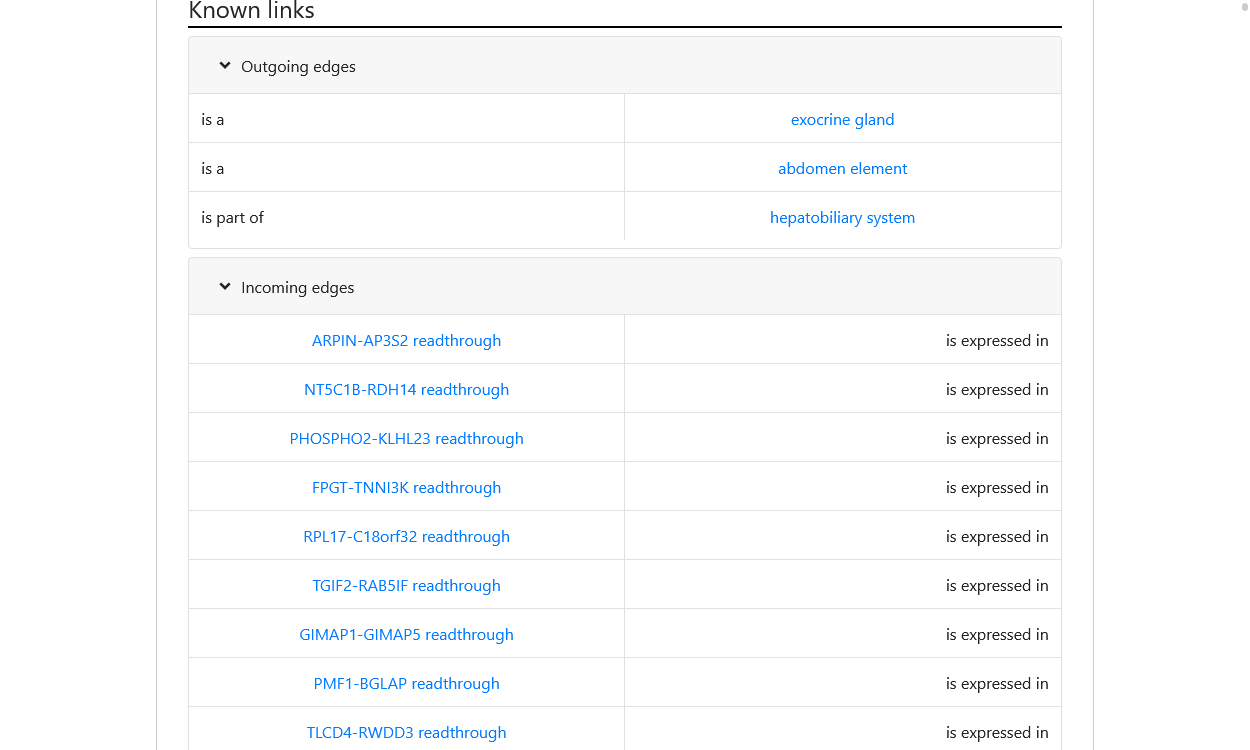 Known links
Outgoing edges
is a exocrine gland
is a abdomen element
is part of hepatobiliary system
Incoming edges
ARPIN-AP3S2 readthrough is expressed in
NT5C1B-RDH14 readthrough is expressed in
PHOSPHO2-KLHL23 readthrough is expressed in
FPGT-TNNI3K readthrough is expressed in
RPL17-C18orf32 readthrough is expressed in
TGIF2-RAB5IF readthrough is expressed in
GIMAP1-GIMAP5 readthrough is expressed in
PMF1-BGLAP readthrough is expressed in
TLCD4-RWDD3 readthrough is expressed in